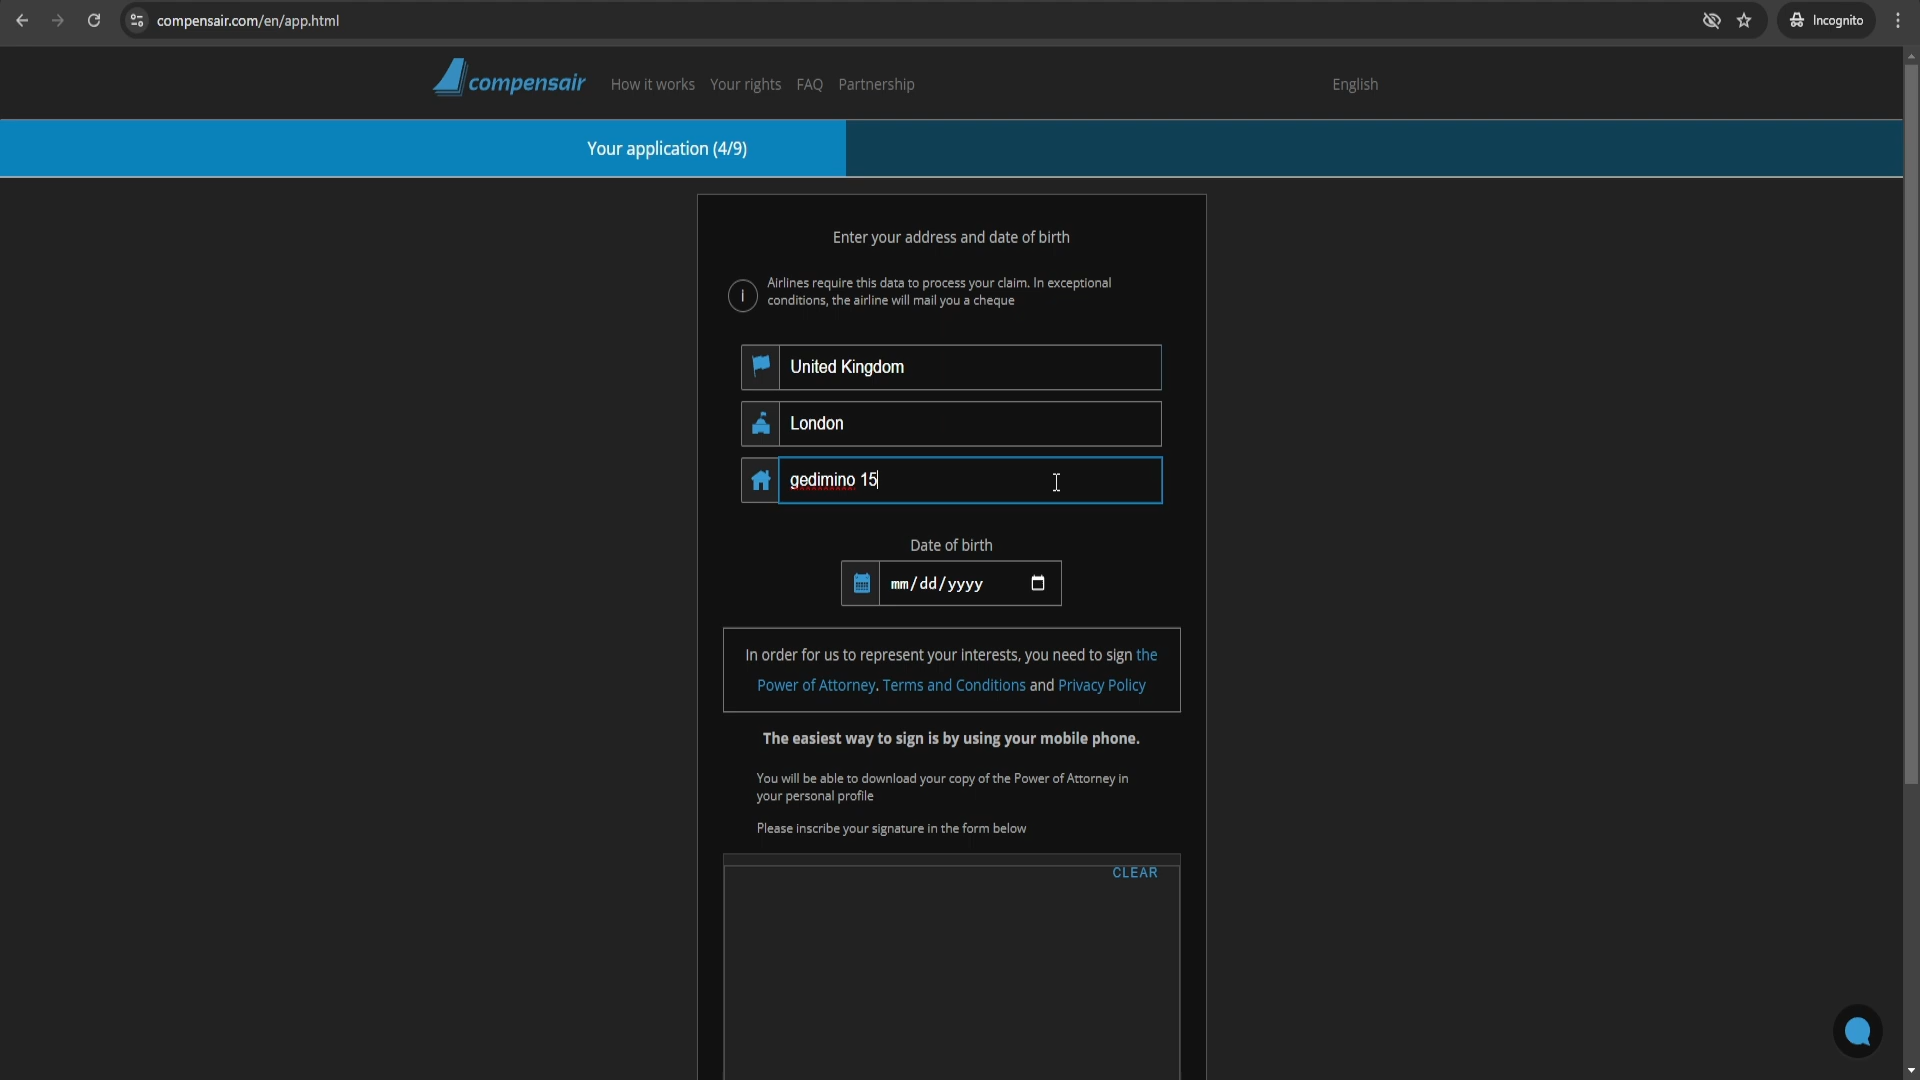 compensair.com/en/app.html
Incognito
compensair
How it works
Your rights
FAQ
Partnership
English
Your application (4/9)
Enter your address and date of birth
i
Airlines require this data to process your claim. In exceptional
conditions, the airline will mail you a cheque
United Kingdom
London
gedimino 15
Date of birth
mm/dd/yyyy
In order for us to represent your interests, you need to sign the
Power of Attorney. Terms and Conditions and Privacy Policy
The easiest way to sign is by using your mobile phone.
You will be able to download your copy of the Power of Attorney in
your personal profile
Please inscribe your signature in the form below
CLEAR